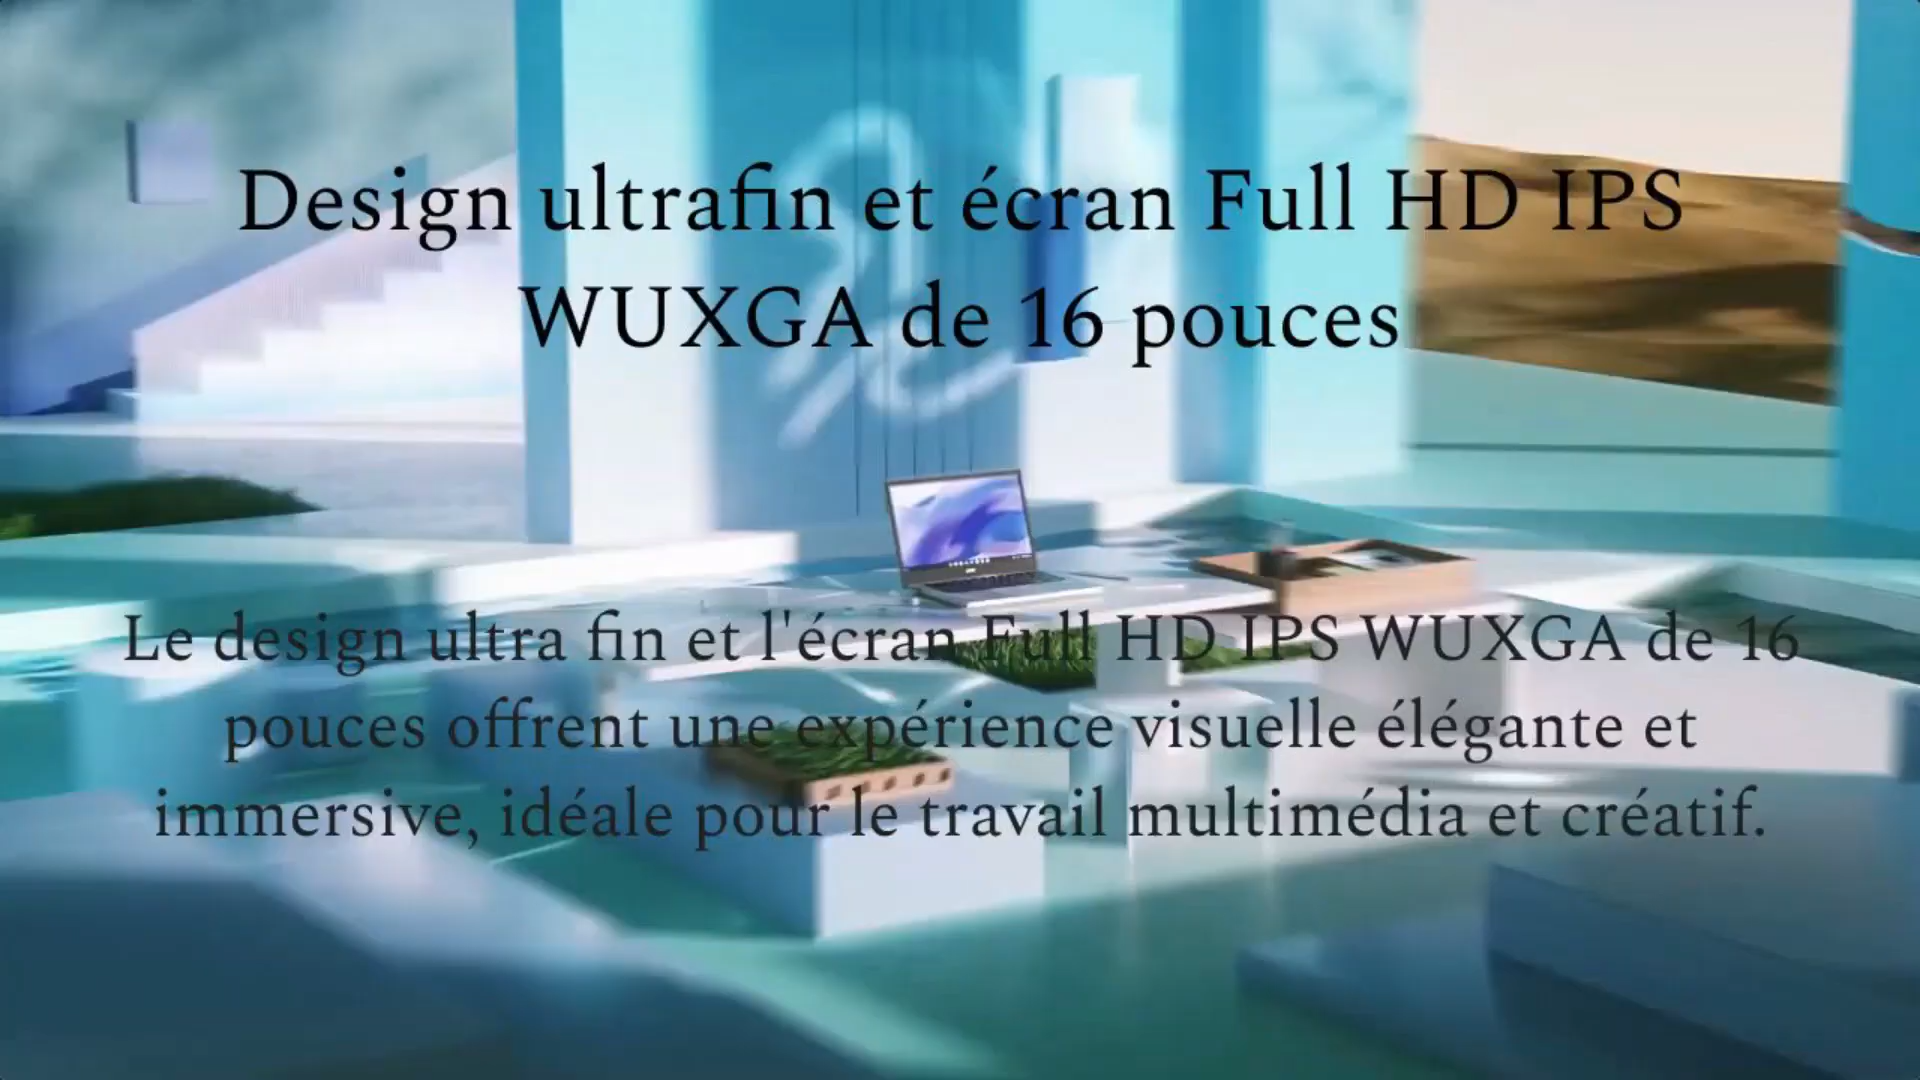 Design ultrafin et écran Full HD IPS
WUXGA de 16 pouces
Le design ultra fin et l'écran Full HD IPS WUXGA de 16
pouces offrent une expérience visuelle élégante et
immersive, idéale pour le travail multimédia et créatif.